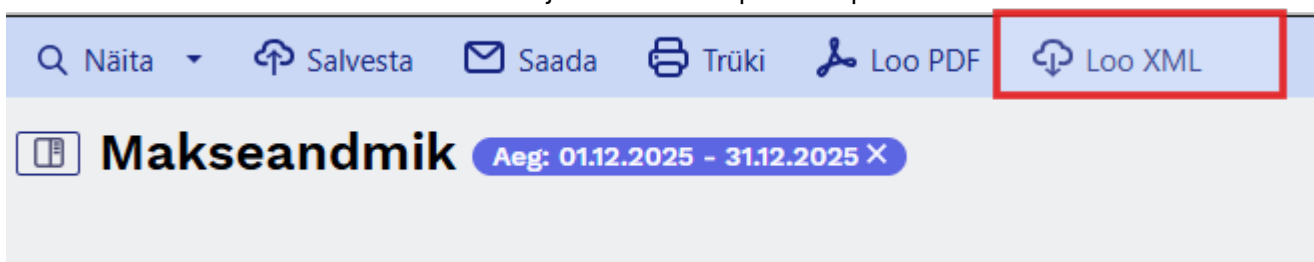 Näita Salvesta Saada Trüki Loo PDF Loo XML
Makseandmik Aeg: 01.12.2025 - 31.12.2025 ×